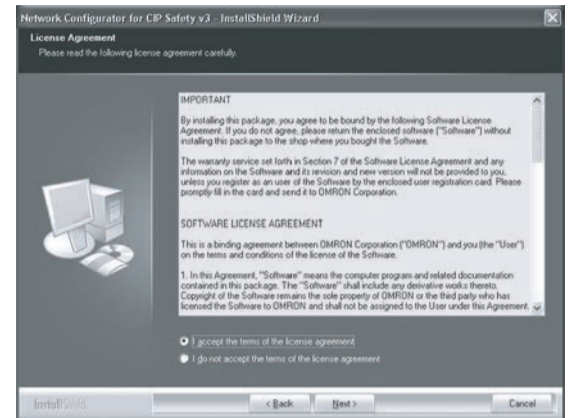 Network Configurator for CIP Safety v3 - InstallShield Wizard
License Agreement
Please read the following license agreement carefully.
IMPORTANT
By installing this package, you agree to be bound by the following Software License
Agreement. If you do not agree, please return the enclosed software ["Software"] without
installing this package to the shop where you bought the Software.
The warranty service set forth in Section 7 of the Software License Agreement and any
information on the Software and its revision and new version will not be provided to you,
unless you register as an user of the Software by the enclosed user registration card. Please
promptly fill in the card and send it to OMRON Corporation.
SOFTWARE LICENSE AGREEMENT
This is a binding agreement between OMRON Corporation ("OMRON") and you (the "User")
on the terms and conditions of the license of the Software.
1. In this Agreement, "Software" means the computer program and related documentation
contained in this package. The "Software" shall include any derivative works thereto.
Copyright of the Software remains the sole property of OMRON or the third party who has
licensed the Software to OMRON and shall not be assigned to the User under this Agreement.
I accept the terms of the license agreement
I do not accept the terms of the license agreement
InstallShield
< Back Next > Cancel